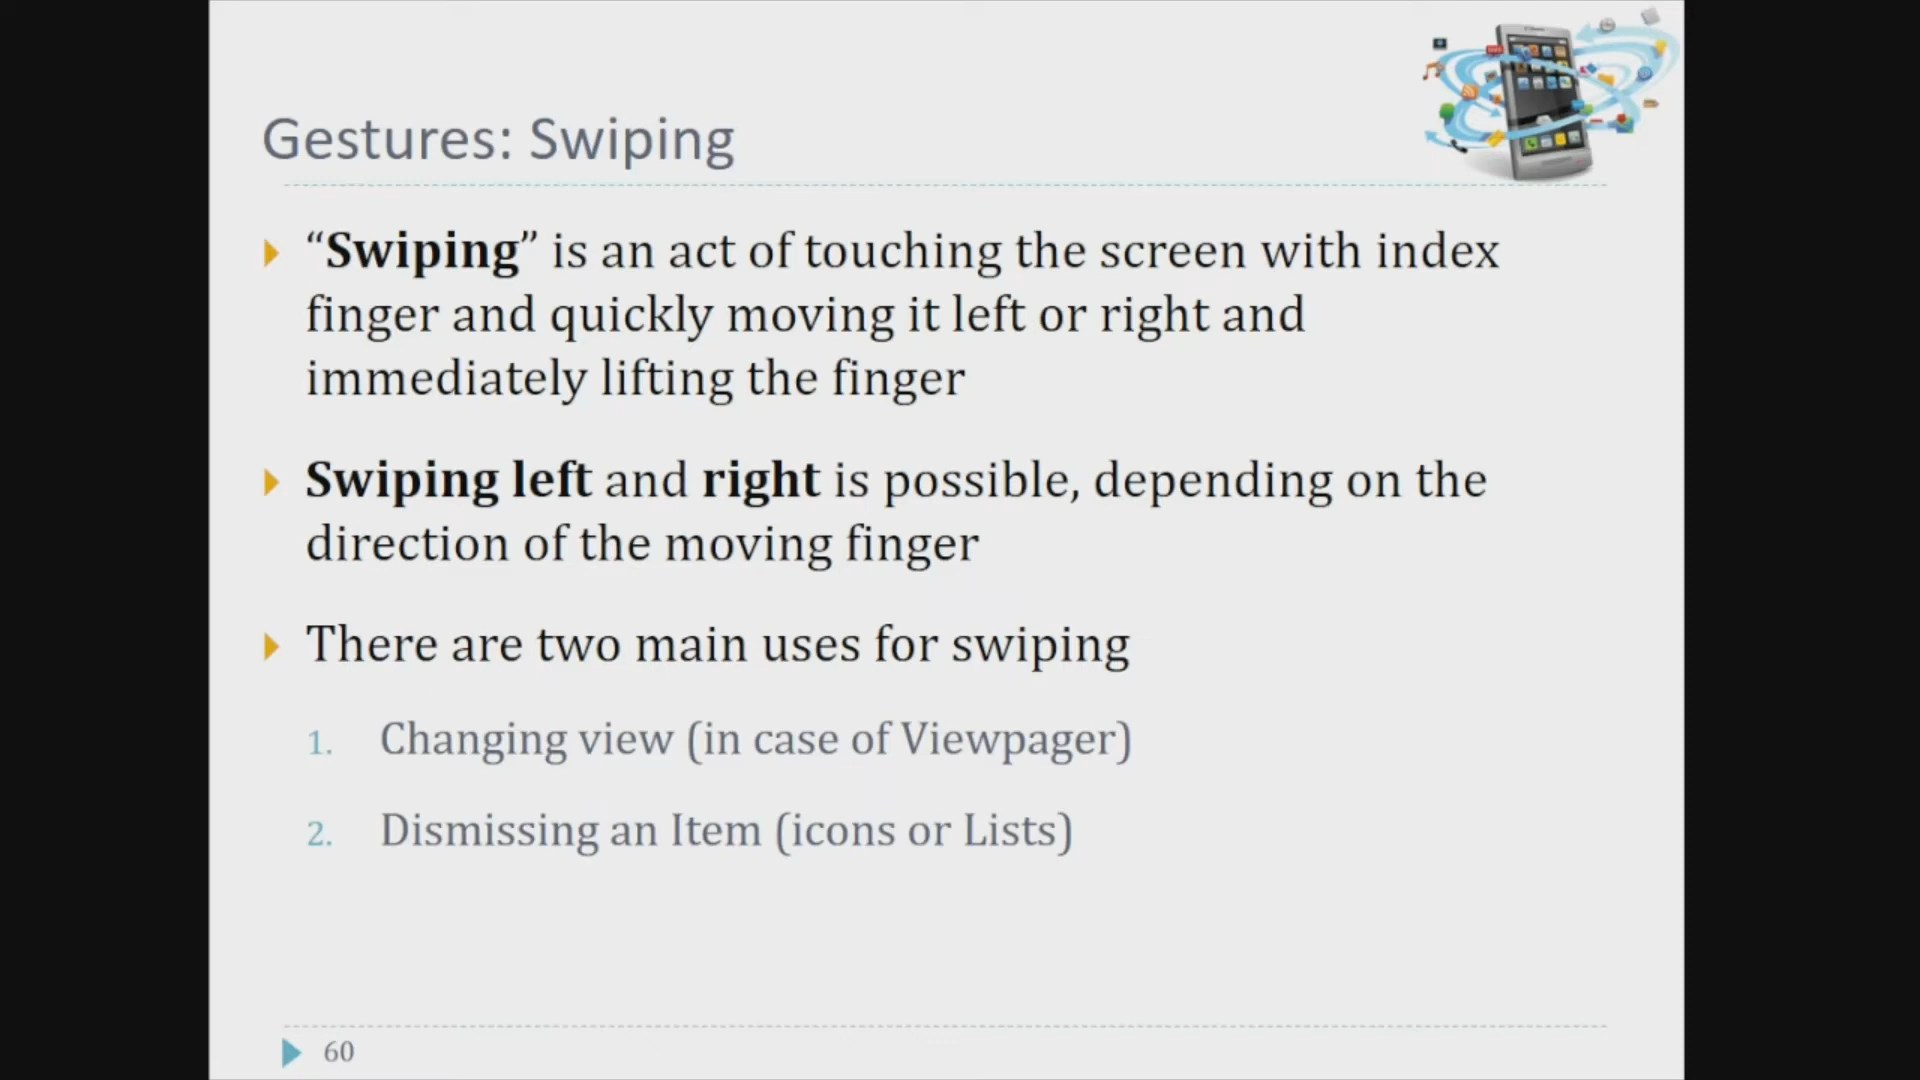 Gestures: Swiping
“Swiping” is an act of touching the screen with index
finger and quickly moving it left or right and
immediately lifting the finger
Swiping left and right is possible, depending on the
direction of the moving finger
There are two main uses for swiping
1. Changing view (in case of Viewpager)
2. Dismissing an Item (icons or Lists)
60